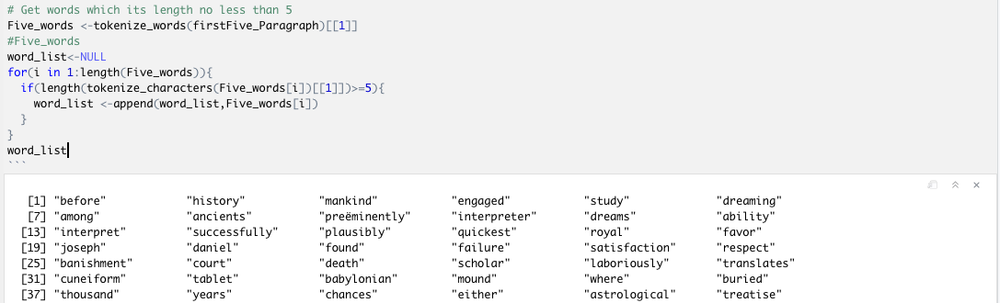 # Get words which its length no less than 5
Five_words <-tokenize_words(firstFive_Paragraph)[[1]]
#Five_words
word_list<-NULL
for(i in 1:length(Five_words)){
  if(length(tokenize_characters(Five_words[i])[[1]])>=5){
    word_list <-append(word_list,Five_words[i])
  }
}
word_list
```
[1] "before" "history" "mankind" "engaged" "study" "dreaming"
[7] "among" "ancients" "preëminently" "interpreter" "dreams" "ability"
[13] "interpret" "successfully" "plausibly" "quickest" "royal" "favor"
[19] "joseph" "daniel" "found" "failure" "satisfaction" "respect"
[25] "banishment" "court" "death" "scholar" "laboriously" "translates"
[31] "cuneiform" "tablet" "babylonian" "mound" "where" "buried"
[37] "thousand" "years" "chances" "either" "astrological" "treatise"